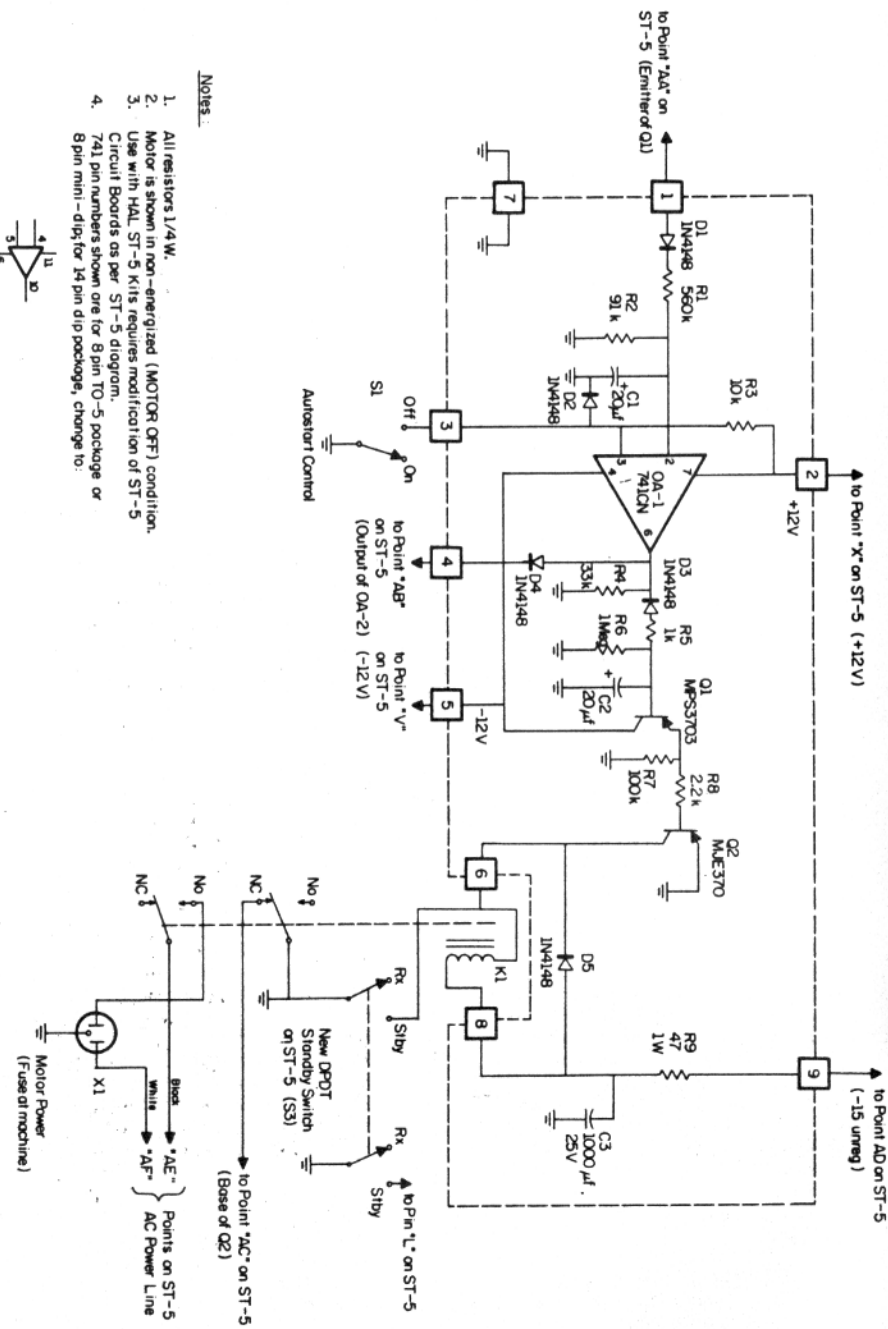 to Point "AA" on
ST-5 (Emitter of Q1)
1
D1
1N4148
R1
560k
R2
91k
C1
+20µf
D2
1N4148
R3
10k
2
+12V
to Point "X" on ST-5 (+12V)
7
3
Off
On
S1
Autostart Control
2
3
7
4
6
OA-1
741CN
D3
1N4148
R4
33k
D4
1N4148
R5
1k
R6
1Meg
+
C2
20µf
Q1
MPS3703
R7
100k
R8
2.2k
Q2
MJE370
4
to Point "AB"
on ST-5
(Output of OA-2)
5
-12V
to Point "V"
on ST-5
(-12V)
6
K1
8
D5
1N4148
R9
47
1W
C3
1000µf
25V
9
to Point AD on ST-5
(-15 unreg)
Rx
Stby
New DPDT
Standby Switch
on ST-5 (S3)
Rx
Stby
to Pin "L" on ST-5
No
NC
to Point "AC" on ST-5
(Base of Q2)
No
NC
X1
Black
White
"AE"
"AF"
Points on ST-5
AC Power Line
Motor Power
(Fuse at machine)
Notes:
1. All resistors 1/4 W.
2. Motor is shown in non-energized (MOTOR OFF) condition.
3. Use with HAL ST-5 Kits requires modification of ST-5
Circuit Boards as per ST-5 diagram.
4. 741 pin numbers shown are for 8 pin TO-5 package or
8 pin mini-dip; for 14 pin dip package, change to:
4
5
11
10